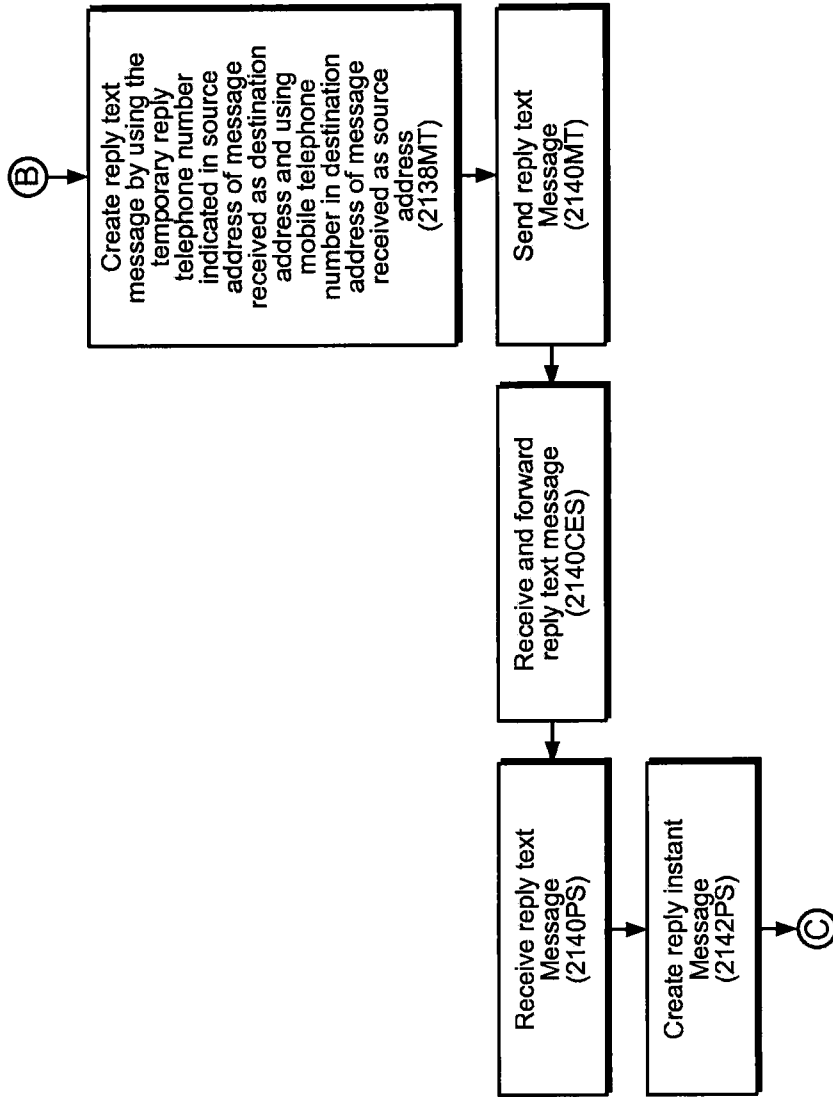 B
Create reply text
message by using the
temporary reply
telephone number
indicated in source
address of message
received as destination
address and using
mobile telephone
number in destination
address of message
received as source
address
(2138MT)
Send reply text
Message
(2140MT)
Receive and forward
reply text message
(2140CES)
Receive reply text
Message
(2140PS)
Create reply instant
Message
(2142PS)
C